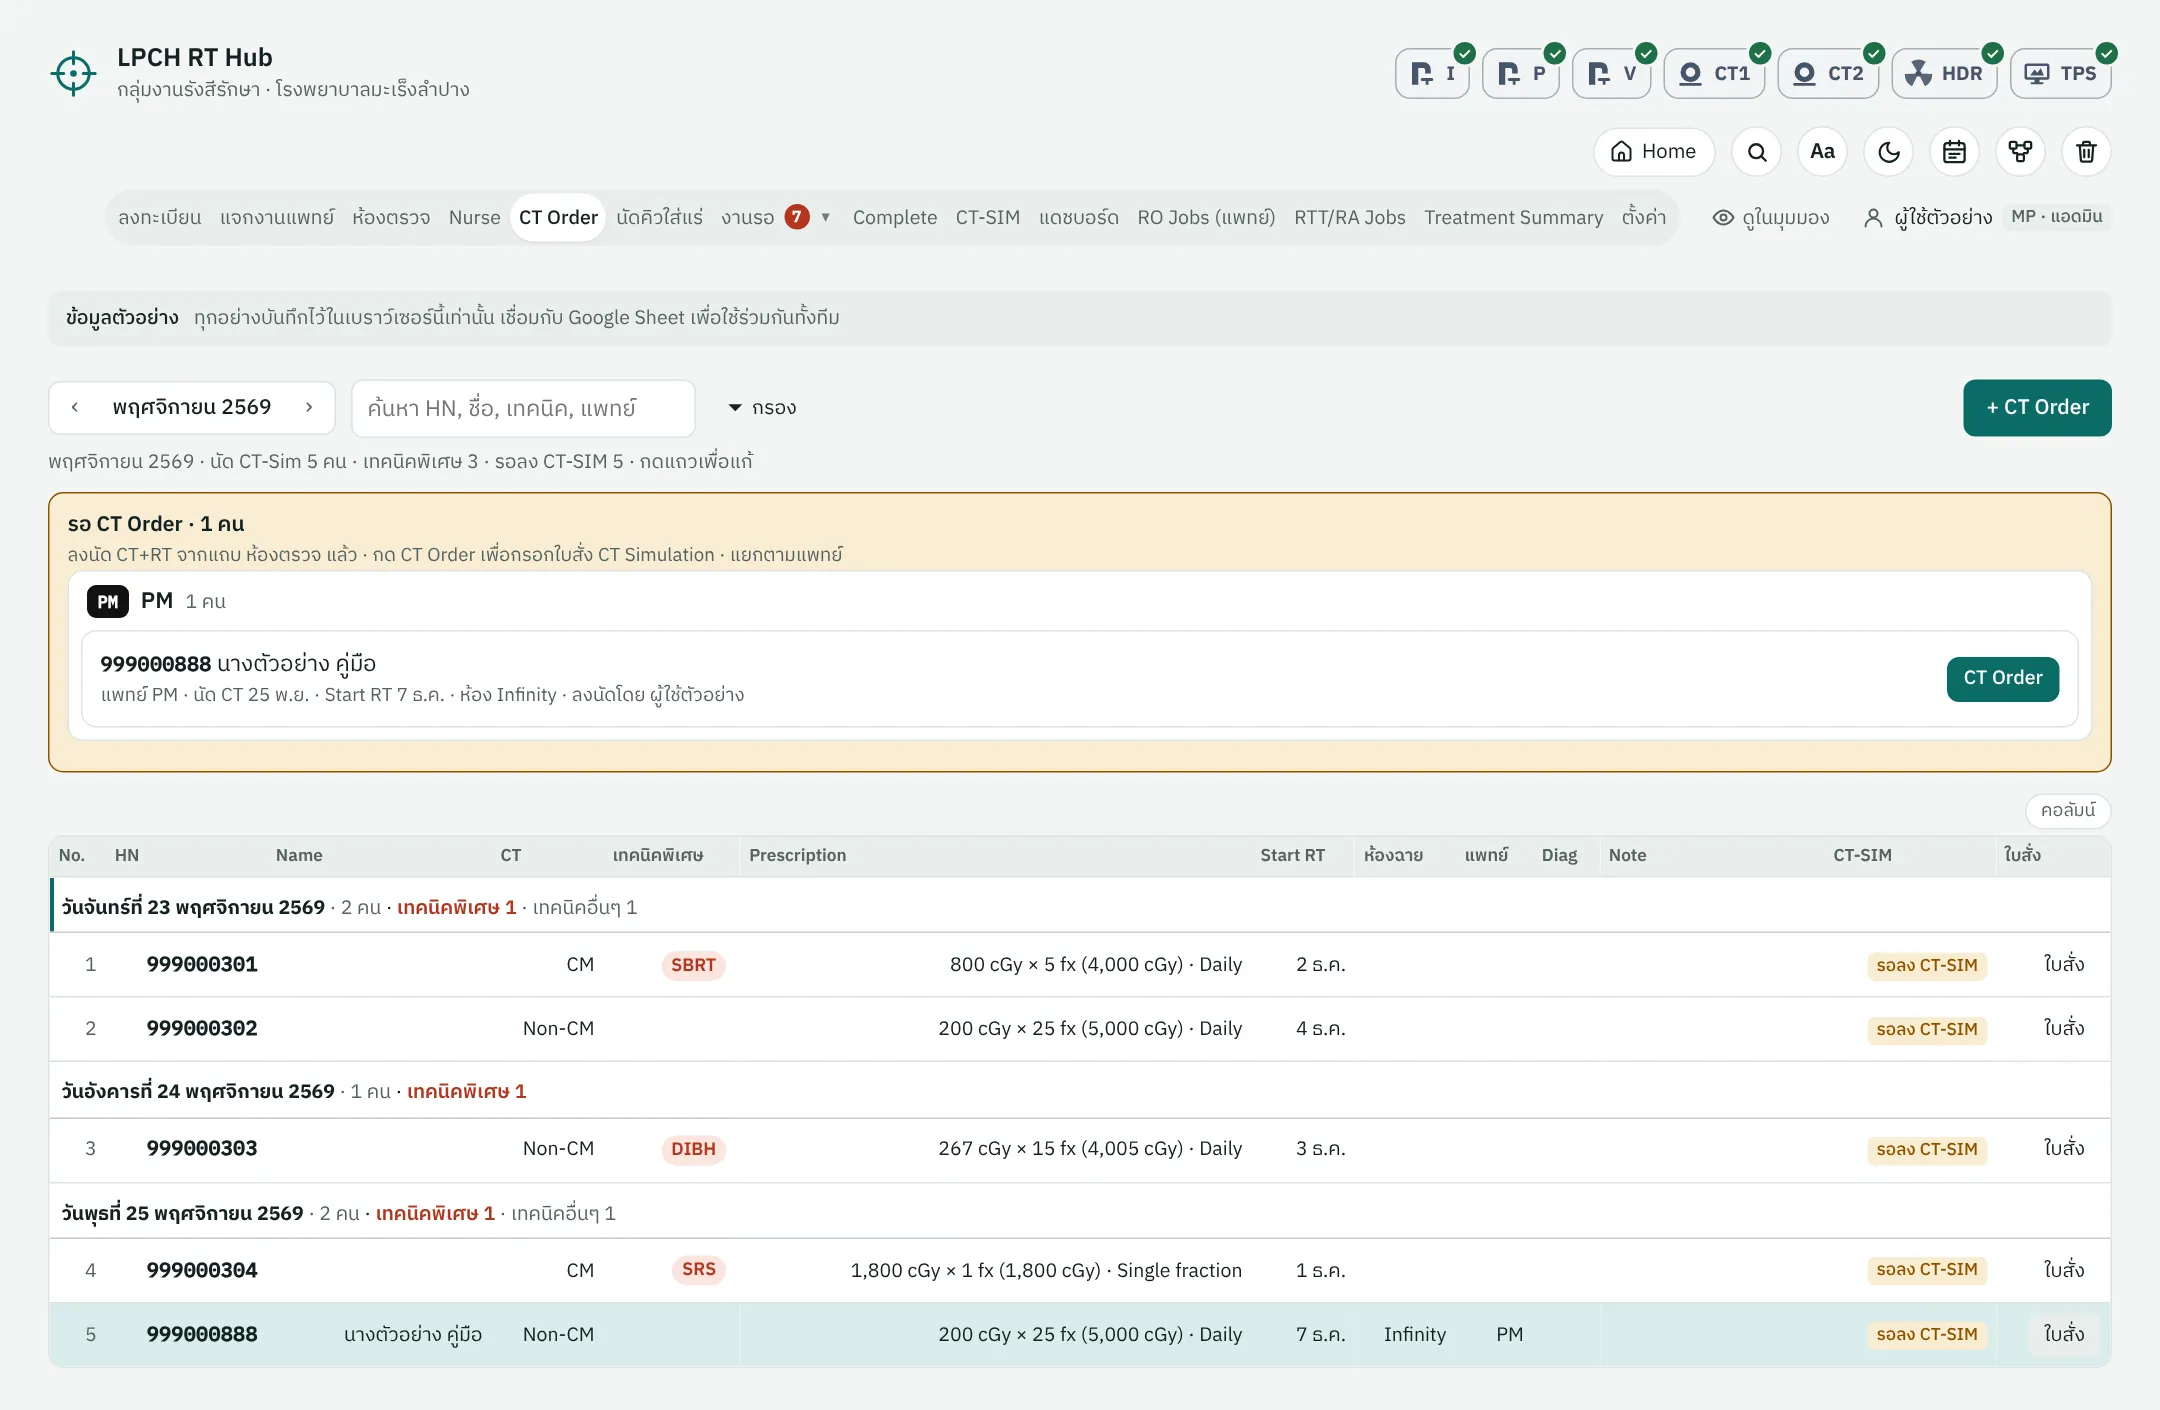 LPCH RT Hub
กลุ่มงานรังสีรักษา · โรงพยาบาลมะเร็งลำปาง
I P V CT1 CT2 HDR TPS
Home Aa
ลงทะเบียน แจกงานแพทย์ ห้องตรวจ Nurse CT Order นัดคิวใส่แร่ งานรอ 7 ▼ Complete CT-SIM แดชบอร์ด RO Jobs (แพทย์) RTT/RA Jobs Treatment Summary ตั้งค่า ดูในมุมมอง ผู้ใช้ตัวอย่าง MP · แอดมิน
ข้อมูลตัวอย่าง ทุกอย่างบันทึกไว้ในเบราว์เซอร์นี้เท่านั้น เชื่อมกับ Google Sheet เพื่อใช้ร่วมกันทั้งทีม
‹ พฤศจิกายน 2569 › ค้นหา HN, ชื่อ, เทคนิค, แพทย์ กรอง + CT Order
พฤศจิกายน 2569 · นัด CT-Sim 5 คน · เทคนิคพิเศษ 3 · รอลง CT-SIM 5 · กดแถวเพื่อแก้
รอ CT Order · 1 คน
ลงนัด CT+RT จากแถบ ห้องตรวจ แล้ว · กด CT Order เพื่อกรอกใบสั่ง CT Simulation · แยกตามแพทย์
PM PM 1 คน
999000888 นางตัวอย่าง คู่มือ
แพทย์ PM · นัด CT 25 พ.ย. · Start RT 7 ธ.ค. · ห้อง Infinity · ลงนัดโดย ผู้ใช้ตัวอย่าง
CT Order
คอลัมน์
No. HN Name CT เทคนิคพิเศษ Prescription Start RT ห้องฉาย แพทย์ Diag Note CT-SIM ใบสั่ง
วันจันทร์ที่ 23 พฤศจิกายน 2569 · 2 คน · เทคนิคพิเศษ 1 · เทคนิคอื่นๆ 1
1 999000301 CM SBRT 800 cGy × 5 fx (4,000 cGy) · Daily 2 ธ.ค. รอลง CT-SIM ใบสั่ง
2 999000302 Non-CM 200 cGy × 25 fx (5,000 cGy) · Daily 4 ธ.ค. รอลง CT-SIM ใบสั่ง
วันอังคารที่ 24 พฤศจิกายน 2569 · 1 คน · เทคนิคพิเศษ 1
3 999000303 Non-CM DIBH 267 cGy × 15 fx (4,005 cGy) · Daily 3 ธ.ค. รอลง CT-SIM ใบสั่ง
วันพุธที่ 25 พฤศจิกายน 2569 · 2 คน · เทคนิคพิเศษ 1 · เทคนิคอื่นๆ 1
4 999000304 CM SRS 1,800 cGy × 1 fx (1,800 cGy) · Single fraction 1 ธ.ค. รอลง CT-SIM ใบสั่ง
5 999000888 นางตัวอย่าง คู่มือ Non-CM 200 cGy × 25 fx (5,000 cGy) · Daily 7 ธ.ค. Infinity PM รอลง CT-SIM ใบสั่ง